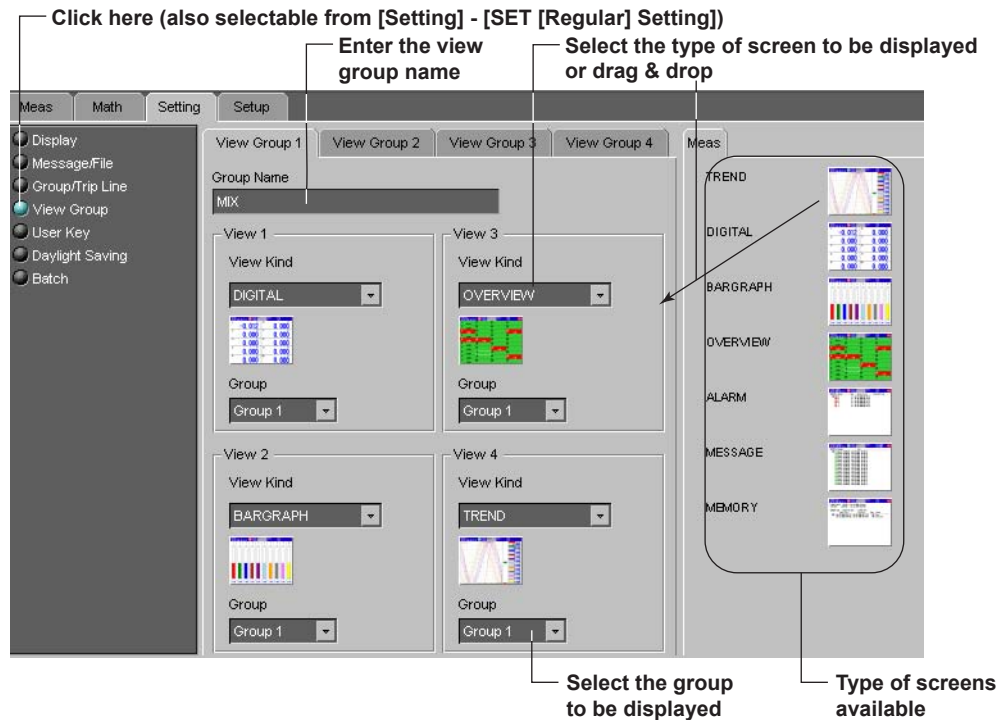 Click here (also selectable from [Setting] - [SET [Regular] Setting])
Enter the view
group name
Select the type of screen to be displayed
or drag & drop
Meas
Math
Setting
Setup
Display
Message/File
Group/Trip Line
View Group
User Key
Daylight Saving
Batch
View Group 1
View Group 2
View Group 3
View Group 4
Group Name
MIX
View 1
View Kind
DIGITAL
Group
Group 1
View 3
View Kind
OVERVIEW
Group
Group 1
View 2
View Kind
BARGRAPH
Group
Group 1
View 4
View Kind
TREND
Group
Group 1
Meas
TREND
DIGITAL
BARGRAPH
OVERVIEW
ALARM
MESSAGE
MEMORY
Select the group
to be displayed
Type of screens
available